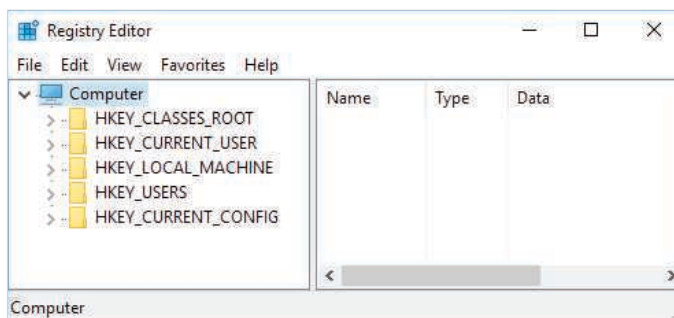 Registry Editor
File Edit View Favorites Help
Computer
HKEY_CLASSES_ROOT
HKEY_CURRENT_USER
HKEY_LOCAL_MACHINE
HKEY_USERS
HKEY_CURRENT_CONFIG
Name Type Data
Computer